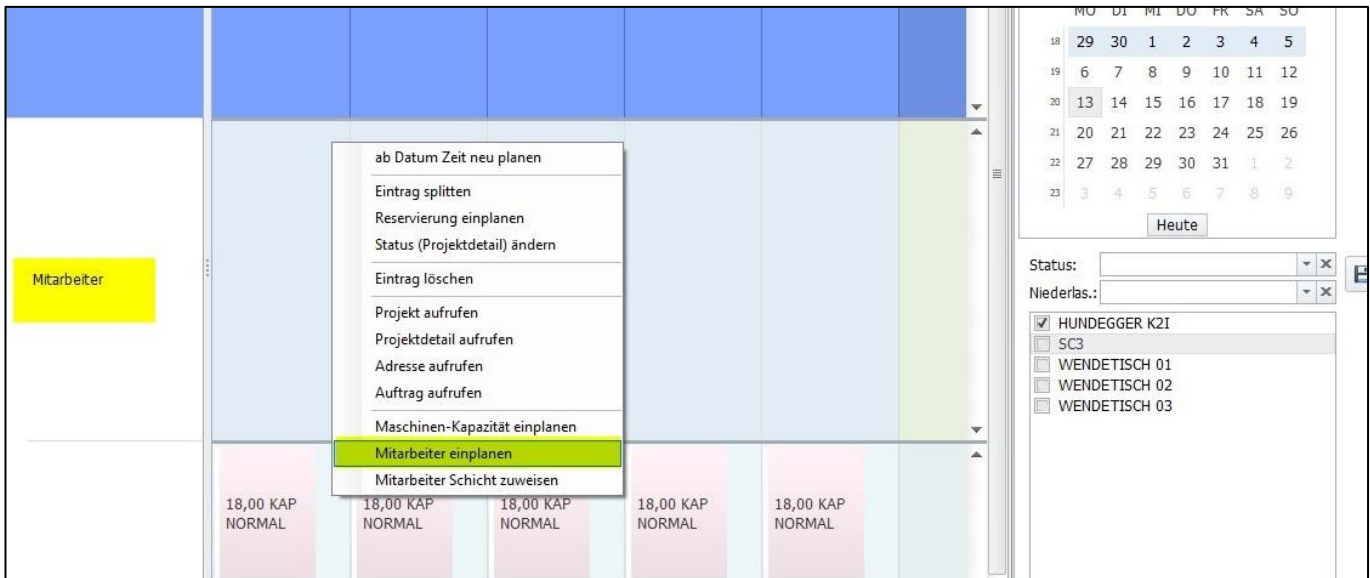 Mitarbeiter
ab Datum Zeit neu planen
Eintrag splitten
Reservierung einplanen
Status (Projektdetail) ändern
Eintrag löschen
Projekt aufrufen
Projektdetail aufrufen
Adresse aufrufen
Auftrag aufrufen
Maschinen-Kapazität einplanen
Mitarbeiter einplanen
Mitarbeiter Schicht zuweisen
18,00 KAP 18,00 KAP 18,00 KAP 18,00 KAP 18,00 KAP
NORMAL NORMAL NORMAL NORMAL NORMAL
MO DI MI DO FR SA SO
18 29 30 1 2 3 4 5
19 6 7 8 9 10 11 12
20 13 14 15 16 17 18 19
21 20 21 22 23 24 25 26
22 27 28 29 30 31 1 2
23 3 4 5 6 7 8 9
Heute
Status:
Niederlas.:
HUNDEGGER K2I
SC3
WENDETISCH 01
WENDETISCH 02
WENDETISCH 03